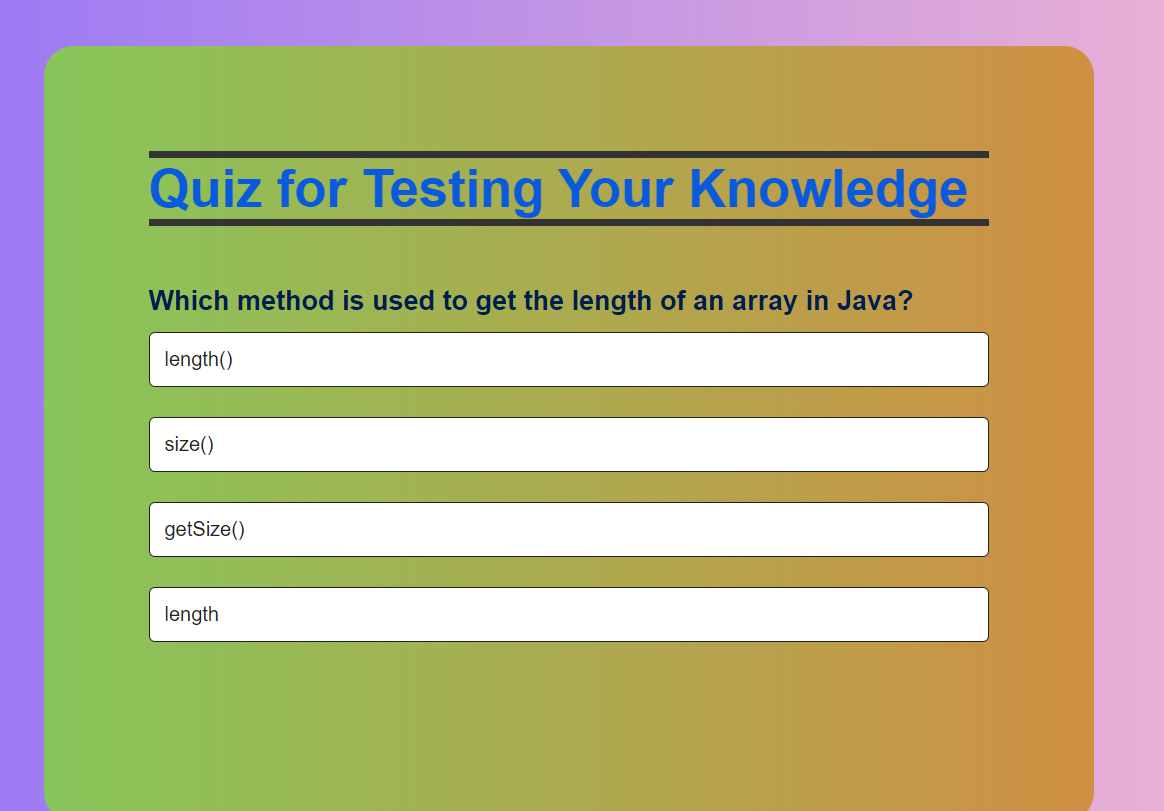 Quiz for Testing Your Knowledge
Which method is used to get the length of an array in Java?
length()
size()
getSize()
length